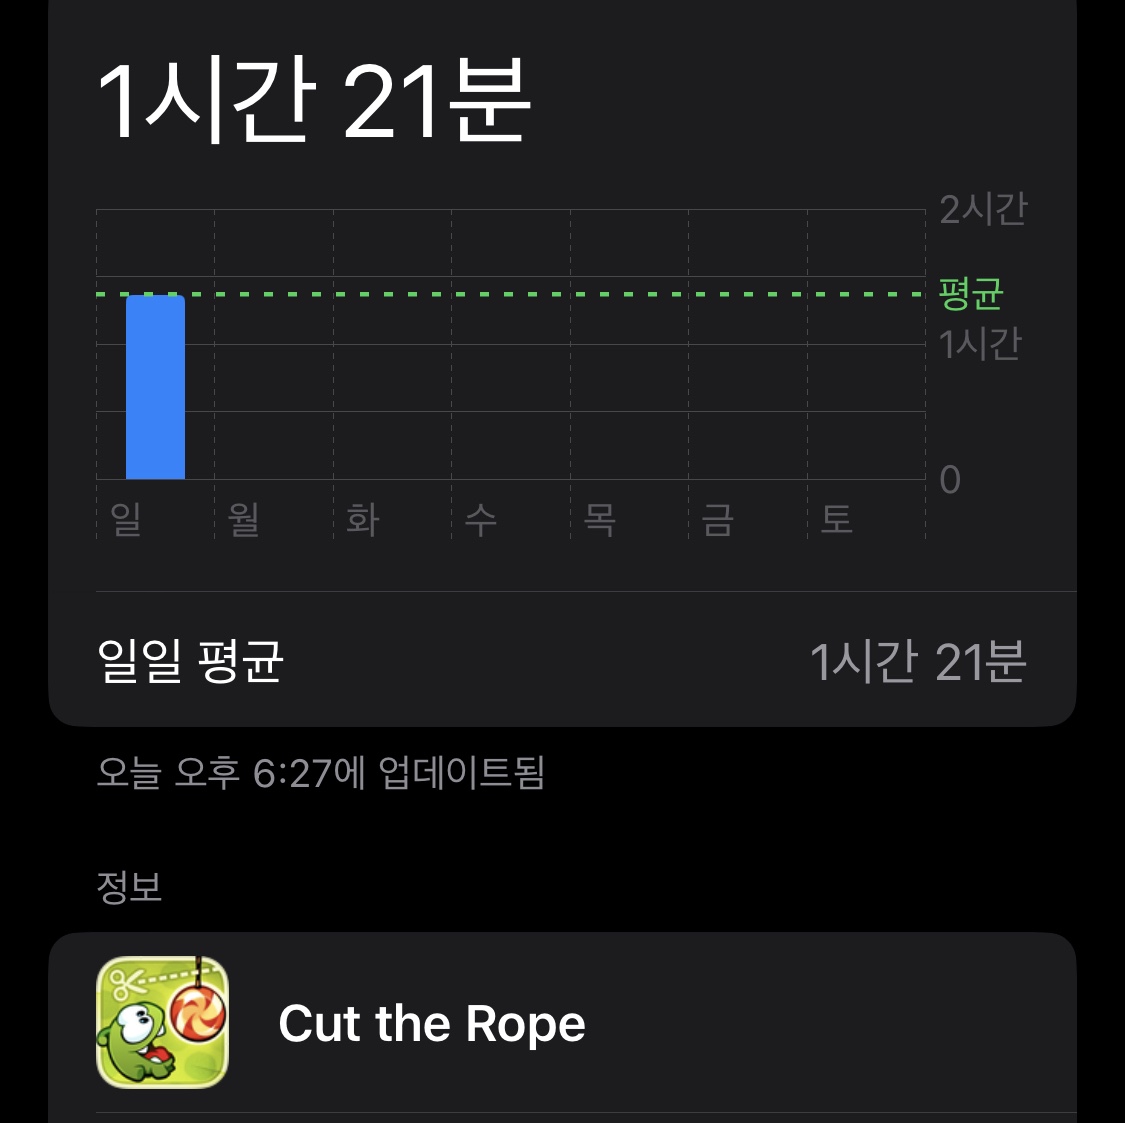 1시간 21분
2시간
평균
1시간
0
일 월 화 수 목 금 토
일일 평균 1시간 21분
오늘 오후 6:27에 업데이트됨
정보
Cut the Rope